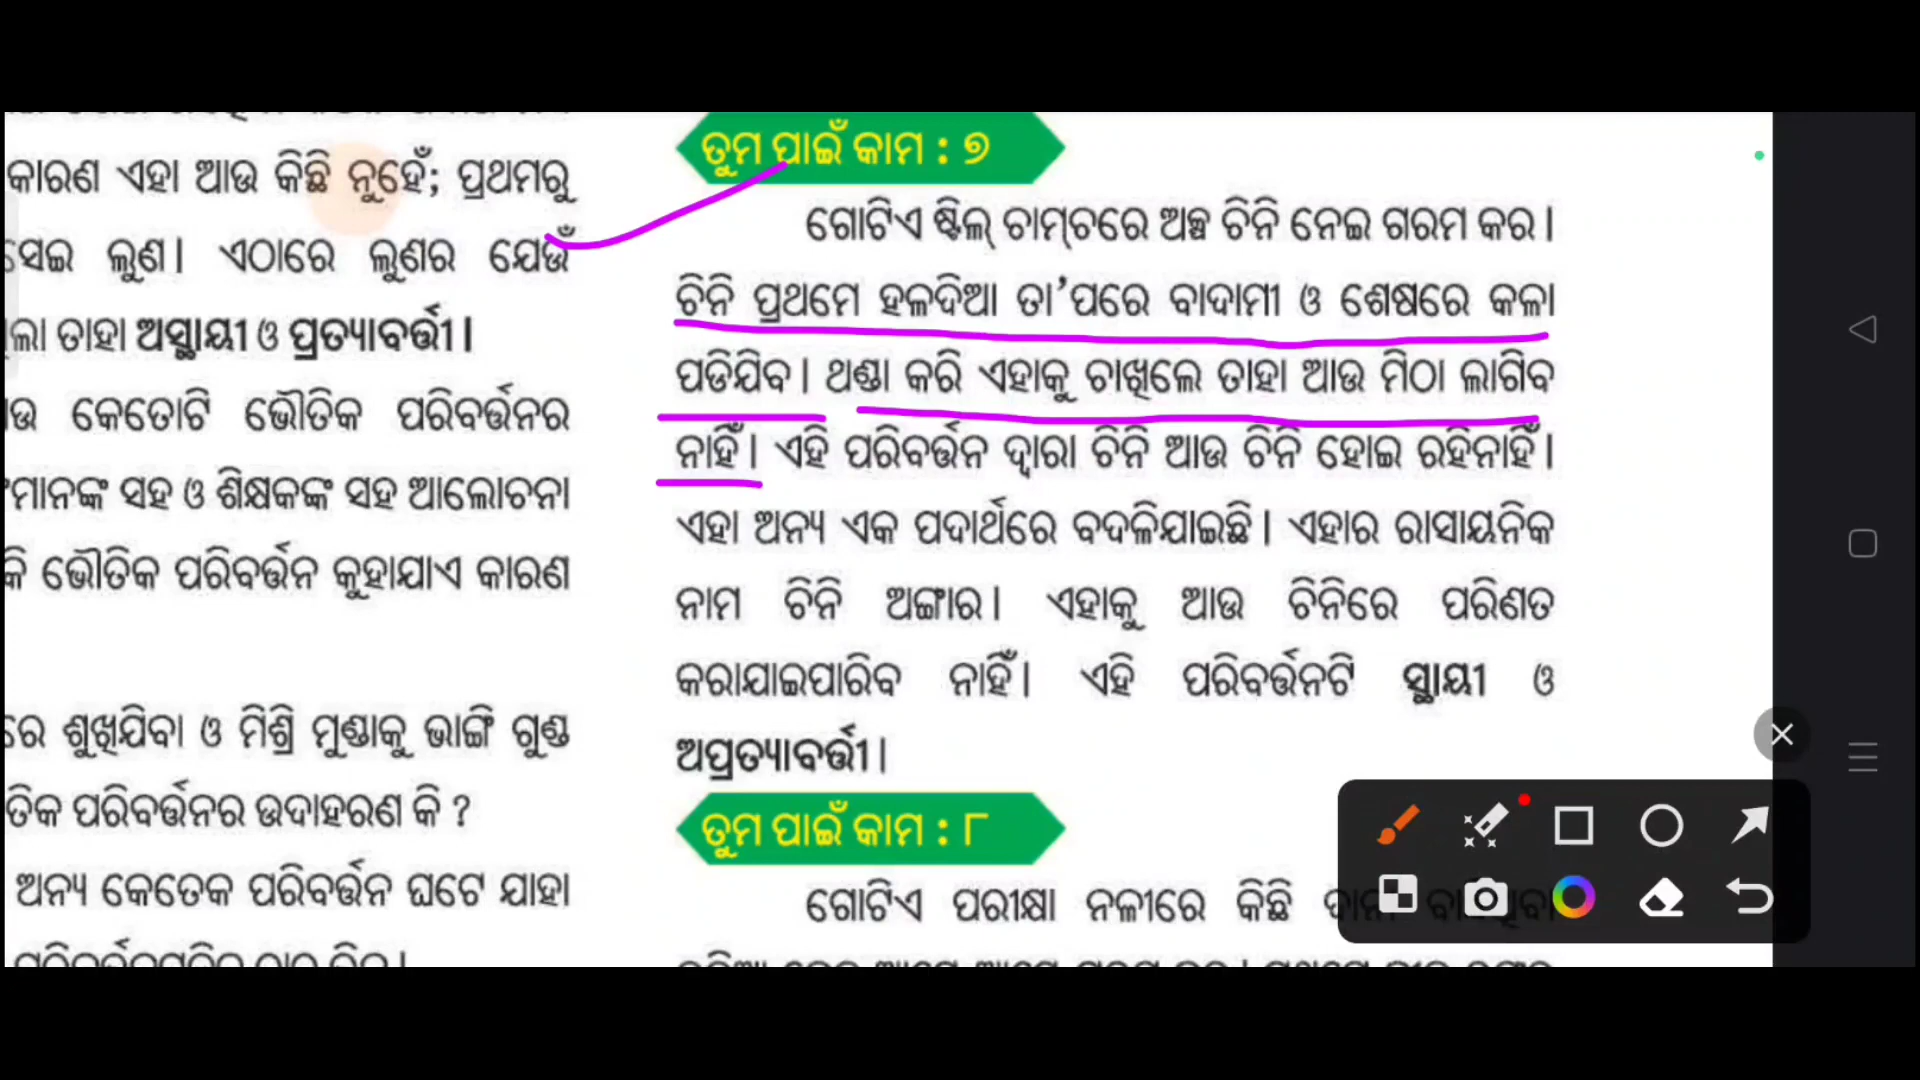 କାରଣ ଏହା ଆଉ କିଛି ନୁହେଁ; ପ୍ରଥମରୁ
ସେଇ ଲୁଣ। ଏଠାରେ ଲୁଣର ଯେଉଁ
ତାହା ଅସ୍ଥାୟୀ ଓ ପ୍ରତ୍ୟାବର୍ତ୍ତୀ।
କେତୋଟି ଭୌତିକ ପରିବର୍ତ୍ତନର
ସହ ଓ ଶିକ୍ଷକଙ୍କ ସହ ଆଲୋଚନା
କି ଭୌତିକ ପରିବର୍ତ୍ତନ କୁହାଯାଏ କାରଣ
ଶୁଖିଯିବା ଓ ମିଶ୍ରି ମୁଣ୍ଡାକୁ ଭାଙ୍ଗି ଗୁଣ୍ଡ
ପରିବର୍ତ୍ତନର ଉଦାହରଣ କି ?
ଅନ୍ୟ କେତେକ ପରିବର୍ତ୍ତନ ଘଟେ ଯାହା
ତୁମ ପାଇଁ କାମ : ୭
ଗୋଟିଏ ଷ୍ଟିଲ୍ ଚାମ୍‌ଚରେ ଅଳ୍ପ ଚିନି ନେଇ ଗରମ କର।
ଚିନି ପ୍ରଥମେ ହଳଦିଆ ତା’ପରେ ବାଦାମୀ ଓ ଶେଷରେ କଳା
ପଡିଯିବ। ଥଣ୍ଡା କରି ଏହାକୁ ଚାଖିଲେ ତାହା ଆଉ ମିଠା ଲାଗିବ
ନାହିଁ। ଏହି ପରିବର୍ତ୍ତନ ଦ୍ୱାରା ଚିନି ଆଉ ଚିନି ହୋଇ ରହିନାହିଁ।
ଏହା ଅନ୍ୟ ଏକ ପଦାର୍ଥରେ ବଦଳିଯାଇଛି। ଏହାର ରାସାୟନିକ
ନାମ ଚିନି ଅଙ୍ଗାର। ଏହାକୁ ଆଉ ଚିନିରେ ପରିଣତ
କରାଯାଇପାରିବ ନାହିଁ। ଏହି ପରିବର୍ତ୍ତନଟି ସ୍ଥାୟୀ ଓ
ଅପ୍ରତ୍ୟାବର୍ତ୍ତୀ।
ତୁମ ପାଇଁ କାମ : ୮
ଗୋଟିଏ ପରୀକ୍ଷା ନଳୀରେ କିଛି